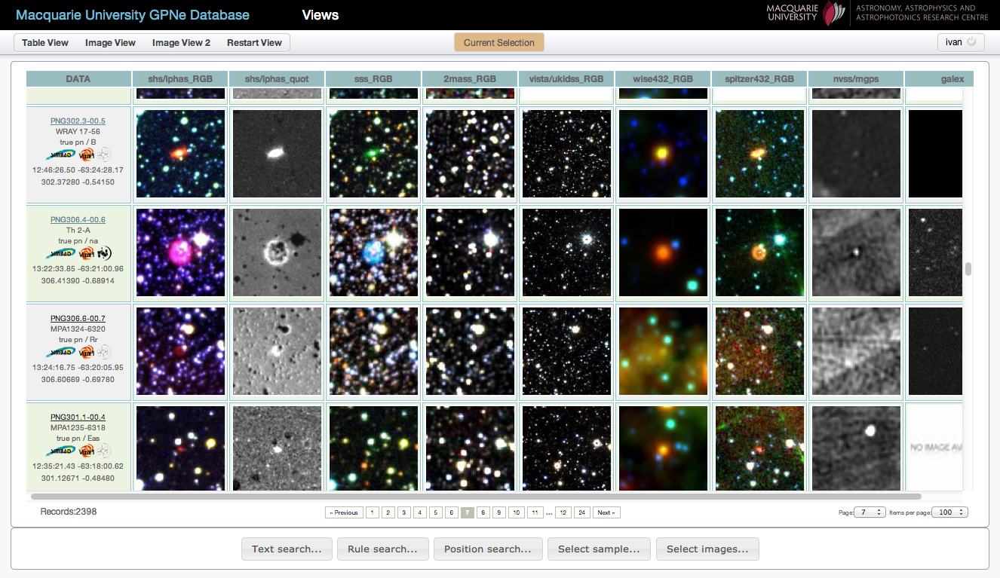 Macquarie University GPNe Database
Views
MACQUARIE UNIVERSITY
ASTRONOMY, ASTROPHYSICS AND ASTROPHOTONICS RESEARCH CENTRE
Table View
Image View
Image View 2
Restart View
Current Selection
ivan
DATA
shs/iphas_RGB
shs/iphas_quot
sss_RGB
2mass_RGB
vista/ukidss_RGB
wise432_RGB
spitzer432_RGB
nvss/mgps
galex
PNG302.3-00.5
WRAY 17-56
true pn / B
SIMBAD VizieR
12:46:26.50 -63:24:28.17
302.37280 -0.54150
PNG306.4-00.6
Th 2-A
true pn / na
SIMBAD VizieR
13:22:33.85 -63:21:00.96
306.41390 -0.68914
PNG306.6-00.7
MPA1324-6320
true pn / Rr
SIMBAD VizieR
13:24:16.75 -63:20:05.95
306.60669 -0.69780
PNG301.1-00.4
MPA1235-6318
true pn / Eas
SIMBAD VizieR
12:35:21.43 -63:18:00.62
301.12671 -0.48480
NO IMAGE AV
Records:2398
« Previous 1 2 3 4 5 6 7 8 9 10 11 ... 12 24 Next »
Page: 7 Items per page: 100
Text search...
Rule search...
Position search...
Select sample...
Select images...